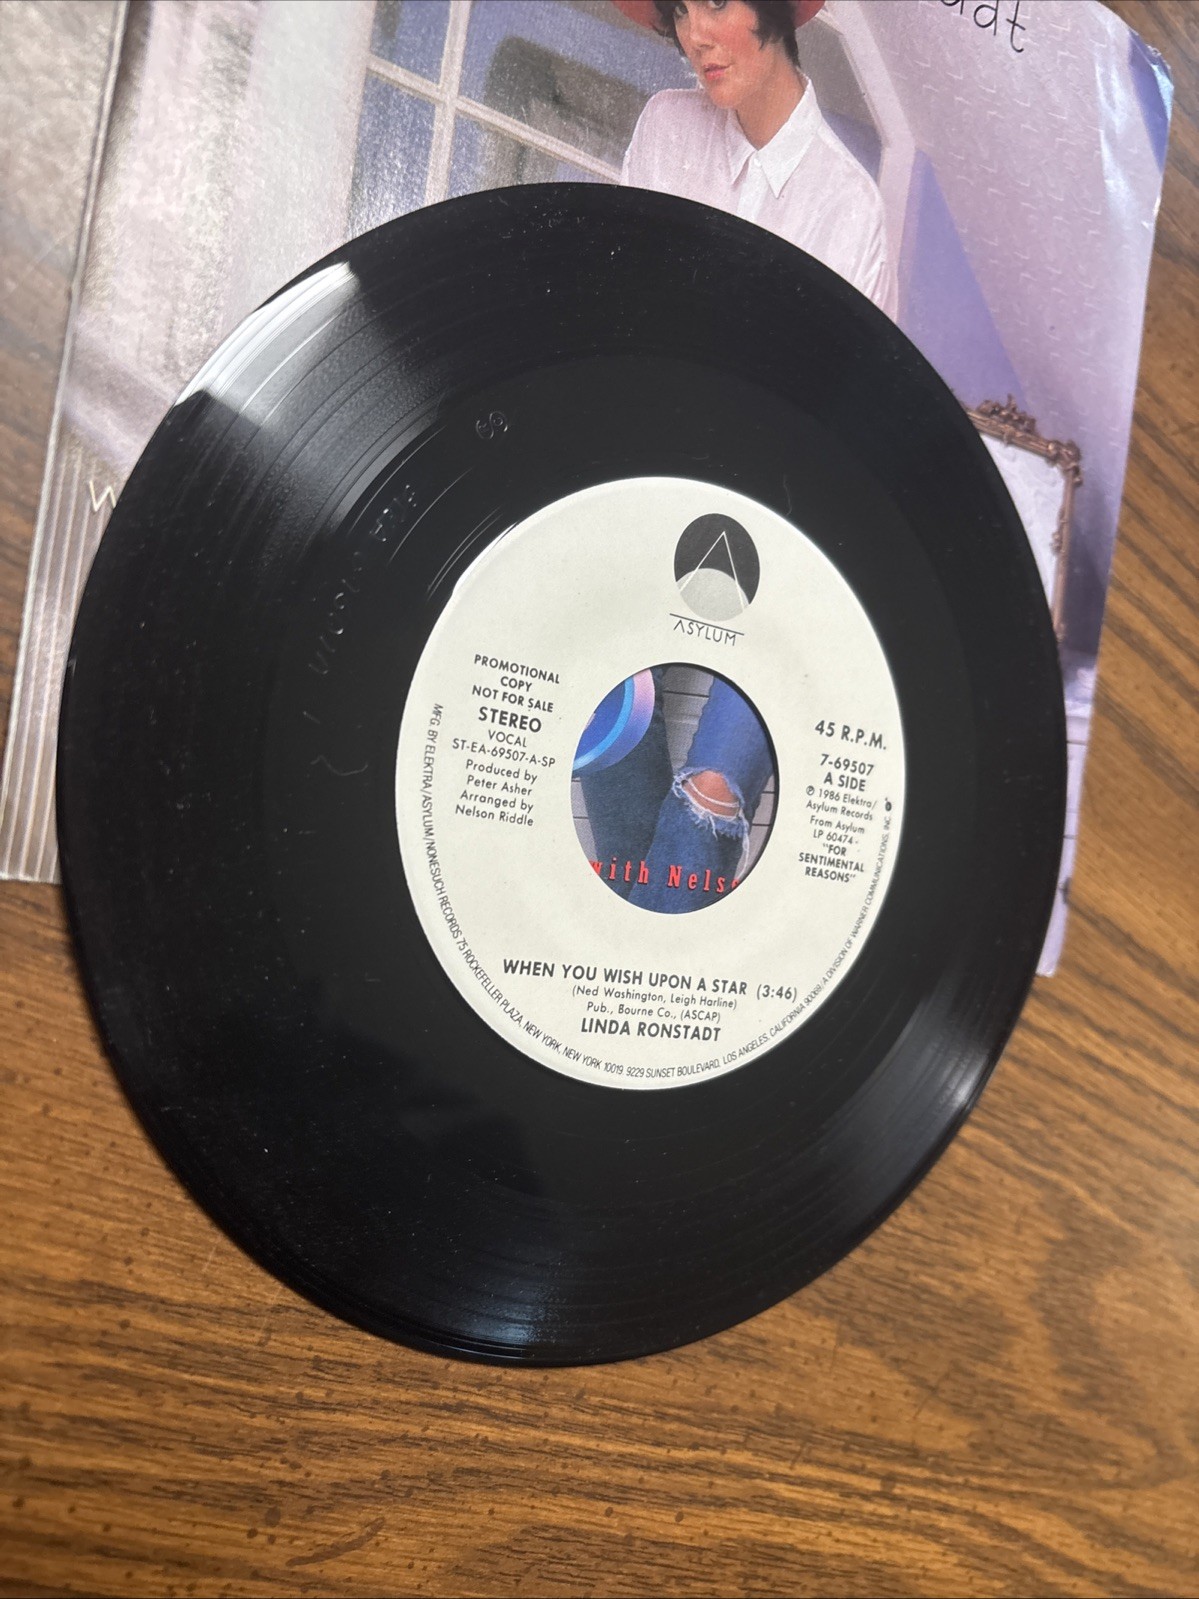 adt
ASYLUM
PROMOTIONAL
COPY
NOT FOR SALE
STEREO
VOCAL
ST-EA-69507-A-SP
Produced by
Peter Asher
Arranged by
Nelson Riddle
45 R.P.M.
7-69507
A SIDE
℗ 1986 Elektra/
Asylum Records
From Asylum
LP 60474-
"FOR
SENTIMENTAL
REASONS"
with Nels
WHEN YOU WISH UPON A STAR (3:46)
(Ned Washington, Leigh Harline)
Pub., Bourne Co., (ASCAP)
LINDA RONSTADT
MFG. BY ELEKTRA/ASYLUM/NONESUCH RECORDS 75 ROCKEFELLER PLAZA, NEW YORK, NEW YORK 10019. 9229 SUNSET BOULEVARD, LOS ANGELES, CALIFORNIA 90069/A DIVISION OF WARNER COMMUNICATIONS, INC.